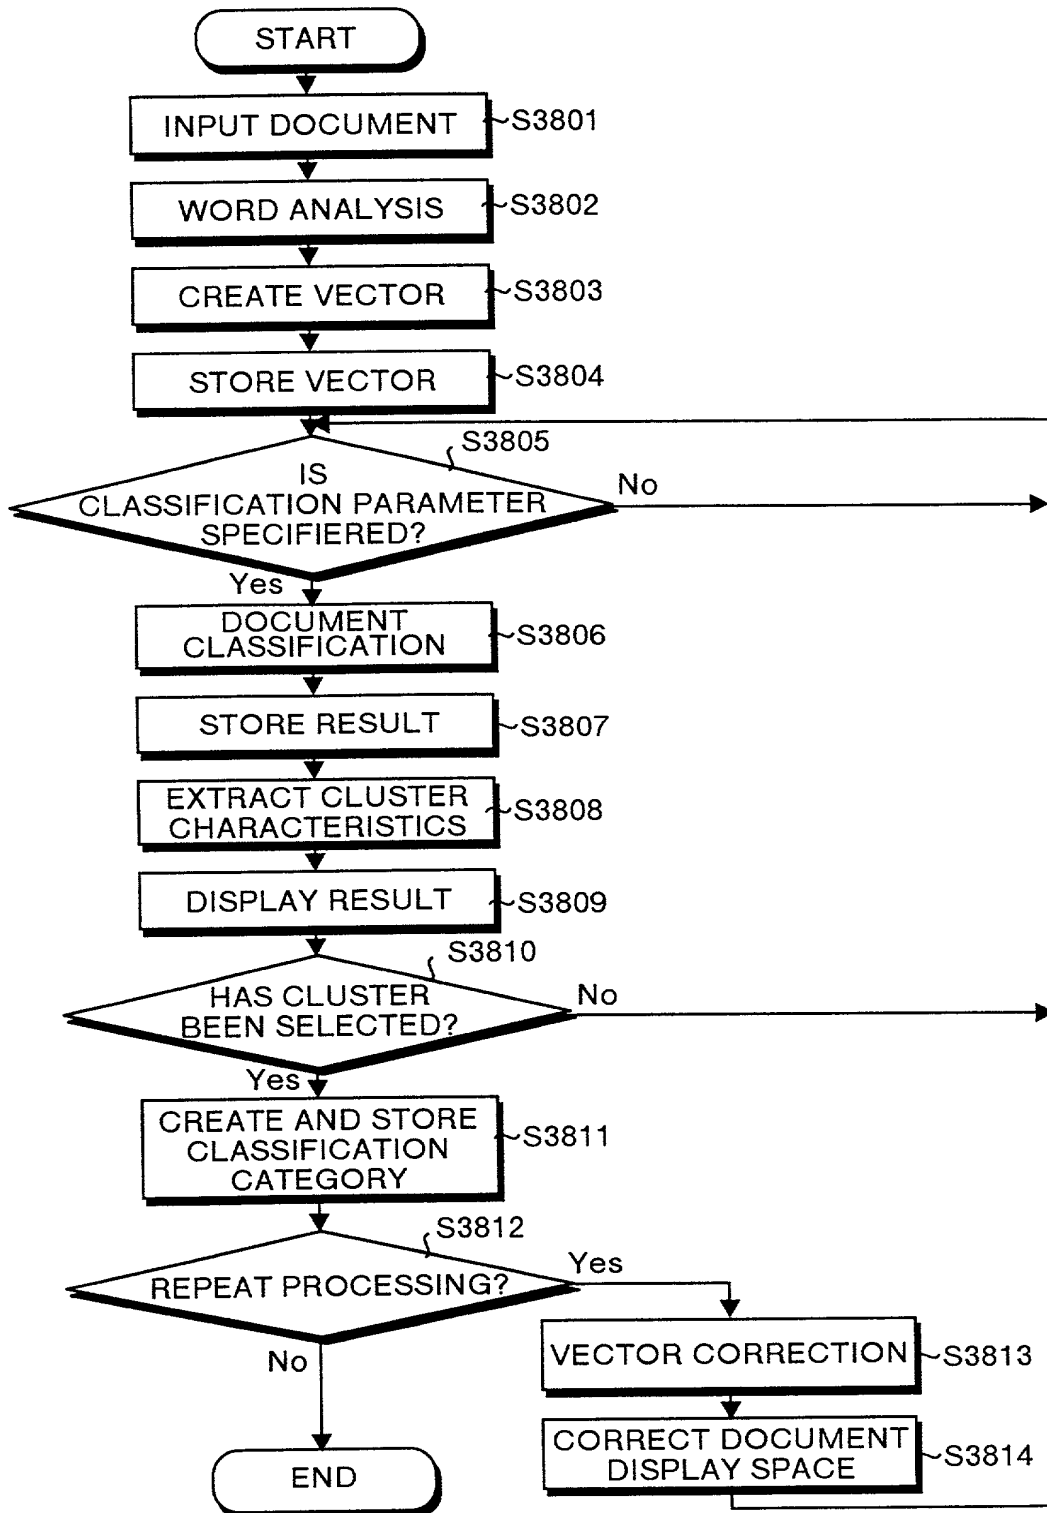 START
INPUT DOCUMENT
S3801
WORD ANALYSIS
S3802
CREATE VECTOR
S3803
STORE VECTOR
S3804
S3805
IS
CLASSIFICATION PARAMETER
SPECIFIERED?
No
Yes
DOCUMENT
CLASSIFICATION
S3806
STORE RESULT
S3807
EXTRACT CLUSTER
CHARACTERISTICS
S3808
DISPLAY RESULT
S3809
S3810
HAS CLUSTER
BEEN SELECTED?
No
Yes
CREATE AND STORE
CLASSIFICATION
CATEGORY
S3811
S3812
REPEAT PROCESSING?
Yes
No
VECTOR CORRECTION
S3813
CORRECT DOCUMENT
DISPLAY SPACE
S3814
END